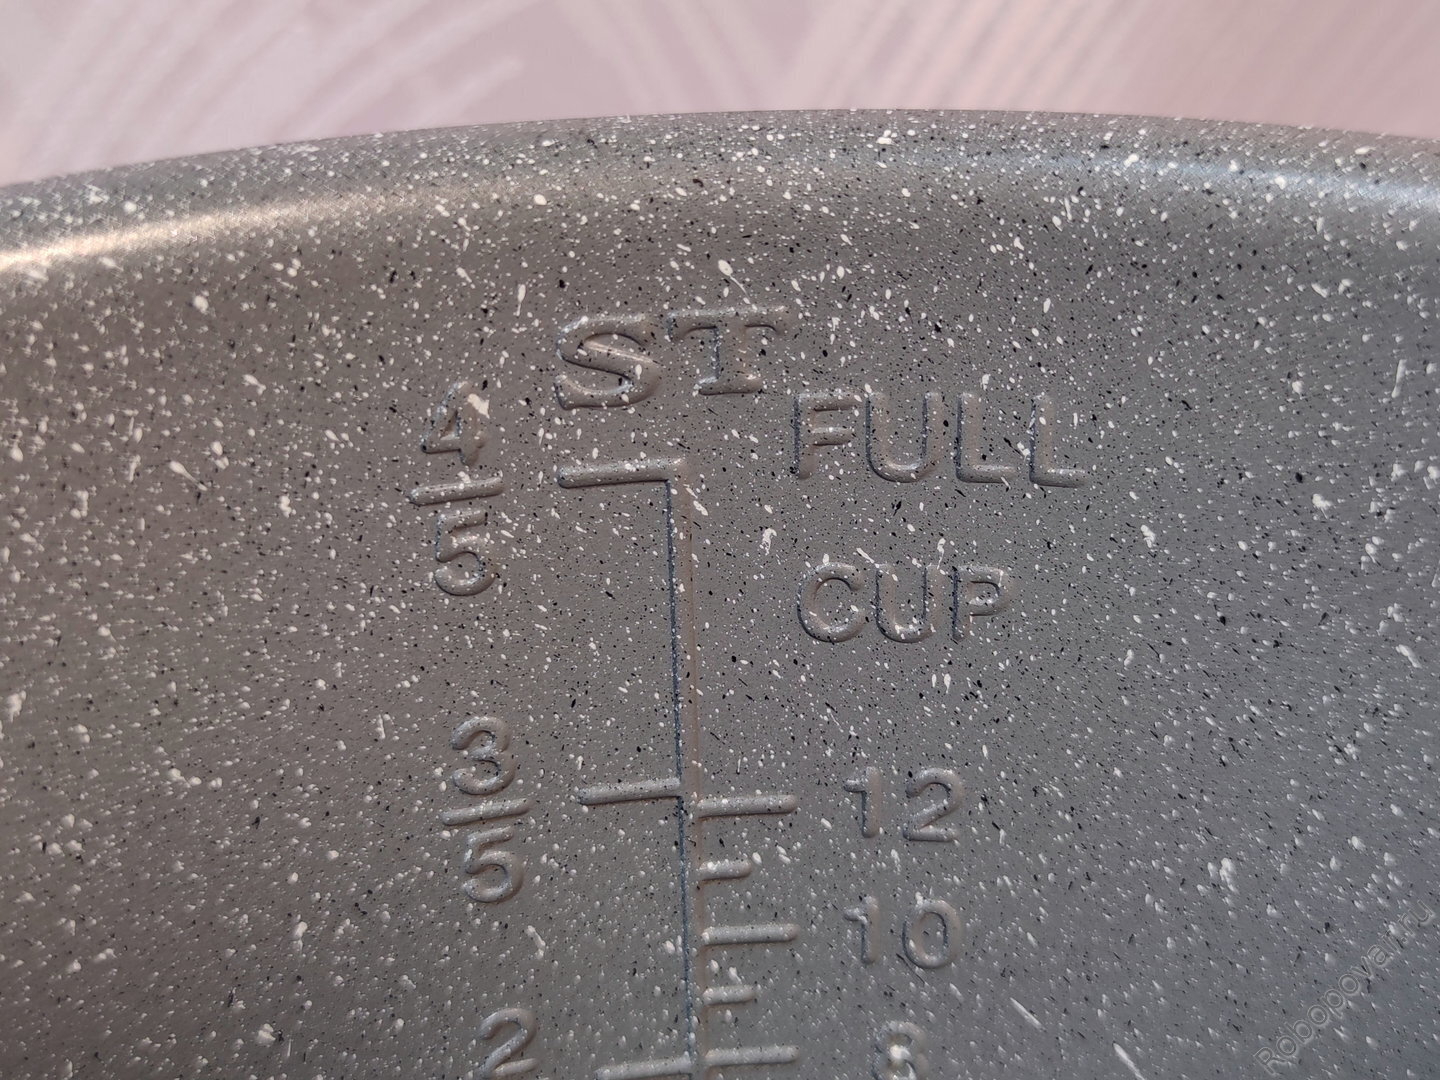 ST
FULL
CUP
4/5
3/5
12
10
2
8
Robopovar.ru